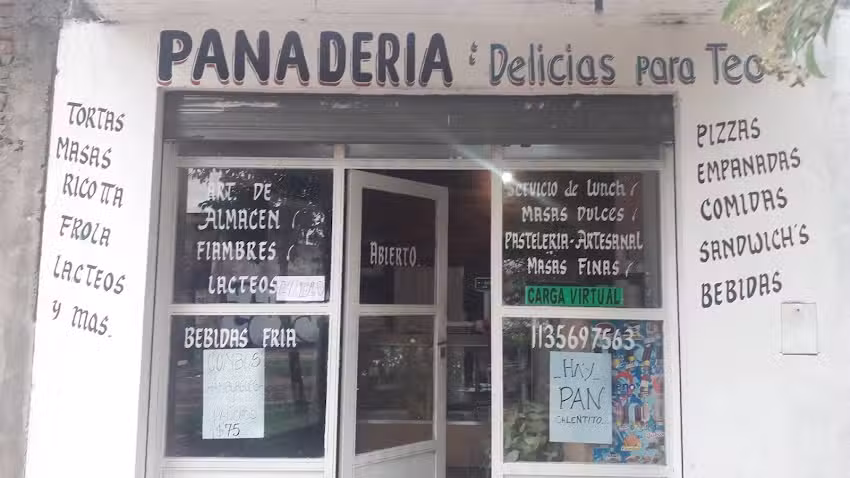 PANADERIA : Delicias para Teo
TORTAS
MASAS
RICOTTA
FROLA
LACTEOS
y mas.
ART. DE
ALMACEN
FIAMBRES
LACTEOS
BEBIDAS FRIA
COMBOS
$75
ABIERTO
SERVICIO de LUNCH
MASAS DULCES
PASTELERIA-ARTESANAL
MASAS FINAS
CARGA VIRTUAL
1135697563
HAY
PAN
CALENTITO
PIZZAS
EMPANADAS
COMIDAS
SANDWICH'S
BEBIDAS